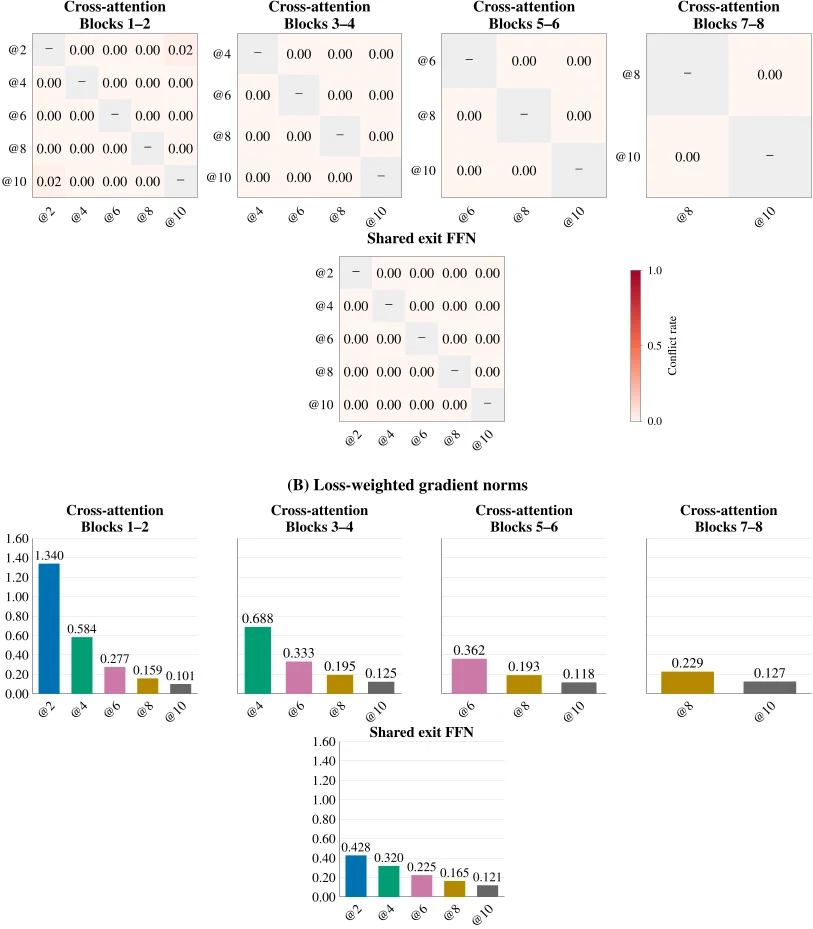 Cross-attention Cross-attention Cross-attention Cross-attention
Blocks 1–2 Blocks 3–4 Blocks 5–6 Blocks 7–8
@2 – 0.00 0.00 0.00 0.02
@4 0.00 – 0.00 0.00 0.00
@6 0.00 0.00 – 0.00 0.00
@8 0.00 0.00 0.00 – 0.00
@10 0.02 0.00 0.00 0.00 –
@2 @4 @6 @8 @10
@4 – 0.00 0.00 0.00
@6 0.00 – 0.00 0.00
@8 0.00 0.00 – 0.00
@10 0.00 0.00 0.00 –
@4 @6 @8 @10
@6 – 0.00 0.00
@8 0.00 – 0.00
@10 0.00 0.00 –
@6 @8 @10
@8 – 0.00
@10 0.00 –
@8 @10
Shared exit FFN
@2 – 0.00 0.00 0.00 0.00
@4 0.00 – 0.00 0.00 0.00
@6 0.00 0.00 – 0.00 0.00
@8 0.00 0.00 0.00 – 0.00
@10 0.00 0.00 0.00 0.00 –
@2 @4 @6 @8 @10
1.0
0.5
0.0
Conflict rate
(B) Loss-weighted gradient norms
Cross-attention Cross-attention Cross-attention Cross-attention
Blocks 1–2 Blocks 3–4 Blocks 5–6 Blocks 7–8
1.60
1.40
1.20
1.00
0.80
0.60
0.40
0.20
0.00
1.340 0.584 0.277 0.159 0.101
@2 @4 @6 @8 @10
0.688 0.333 0.195 0.125
@4 @6 @8 @10
0.362 0.193 0.118
@6 @8 @10
0.229 0.127
@8 @10
Shared exit FFN
1.60
1.40
1.20
1.00
0.80
0.60
0.40
0.20
0.00
0.428 0.320 0.225 0.165 0.121
@2 @4 @6 @8 @10